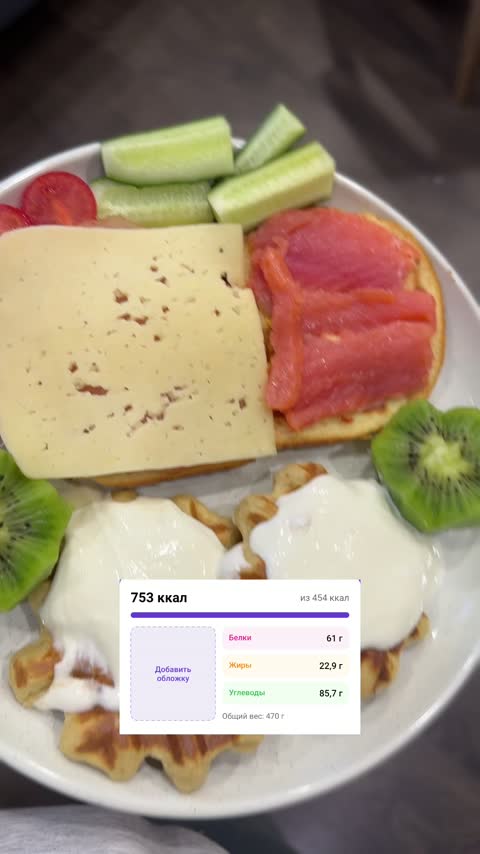 753 ккал
из 454 ккал
Добавить
обложку
Белки
61 г
Жиры
22,9 г
Углеводы
85,7 г
Общий вес: 470 г